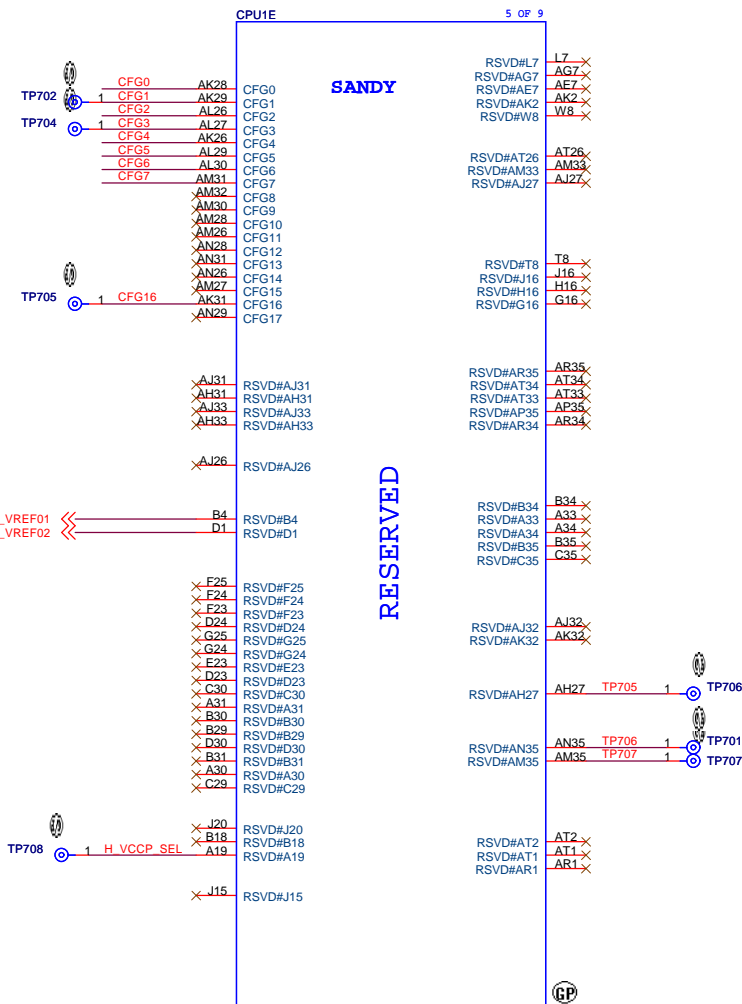 CPU1E 5 OF 9
SANDY
RESERVED
TP702 1 CFG0 AK28 CFG0
CFG1 AK29 CFG1
CFG2 AL26 CFG2
TP704 1 CFG3 AL27 CFG3
CFG4 AK26 CFG4
CFG5 AL29 CFG5
CFG6 AL30 CFG6
CFG7 AM31 CFG7
AM32 CFG8
AM30 CFG9
AM28 CFG10
AM26 CFG11
AN28 CFG12
AN31 CFG13
AN26 CFG14
AM27 CFG15
TP705 1 CFG16 AK31 CFG16
AN29 CFG17
AJ31 RSVD#AJ31
AH31 RSVD#AH31
AJ33 RSVD#AJ33
AH33 RSVD#AH33
AJ26 RSVD#AJ26
_VREF01 B4 RSVD#B4
_VREF02 D1 RSVD#D1
F25 RSVD#F25
F24 RSVD#F24
F23 RSVD#F23
D24 RSVD#D24
G25 RSVD#G25
G24 RSVD#G24
E23 RSVD#E23
D23 RSVD#D23
C30 RSVD#C30
A31 RSVD#A31
B30 RSVD#B30
B29 RSVD#B29
D30 RSVD#D30
B31 RSVD#B31
A30 RSVD#A30
C29 RSVD#C29
J20 RSVD#J20
B18 RSVD#B18
TP708 1 H_VCCP_SEL A19 RSVD#A19
J15 RSVD#J15
RSVD#L7 L7
RSVD#AG7 AG7
RSVD#AE7 AE7
RSVD#AK2 AK2
RSVD#W8 W8
RSVD#AT26 AT26
RSVD#AM33 AM33
RSVD#AJ27 AJ27
RSVD#T8 T8
RSVD#J16 J16
RSVD#H16 H16
RSVD#G16 G16
RSVD#AR35 AR35
RSVD#AT34 AT34
RSVD#AT33 AT33
RSVD#AP35 AP35
RSVD#AR34 AR34
RSVD#B34 B34
RSVD#A33 A33
RSVD#A34 A34
RSVD#B35 B35
RSVD#C35 C35
RSVD#AJ32 AJ32
RSVD#AK32 AK32
RSVD#AH27 AH27 TP705 1 TP706
RSVD#AN35 AN35 TP706 1 TP701
RSVD#AM35 AM35 TP707 1 TP707
RSVD#AT2 AT2
RSVD#AT1 AT1
RSVD#AR1 AR1
GP